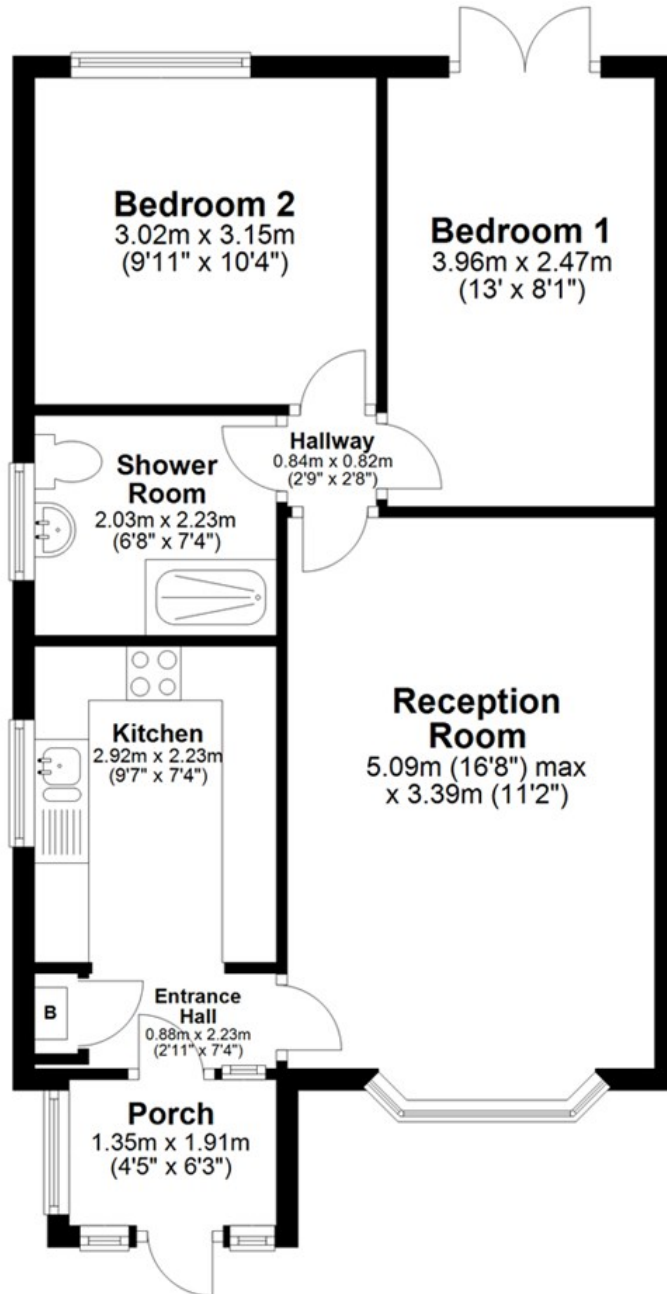 Bedroom 2
3.02m x 3.15m
(9'11" x 10'4")
Bedroom 1
3.96m x 2.47m
(13' x 8'1")
Hallway
0.84m x 0.82m
(2'9" x 2'8")
Shower
Room
2.03m x 2.23m
(6'8" x 7'4")
Kitchen
2.92m x 2.23m
(9'7" x 7'4")
Reception
Room
5.09m (16'8") max
x 3.39m (11'2")
B
Entrance
Hall
0.88m x 2.23m
(2'11" x 7'4")
Porch
1.35m x 1.91m
(4'5" x 6'3")